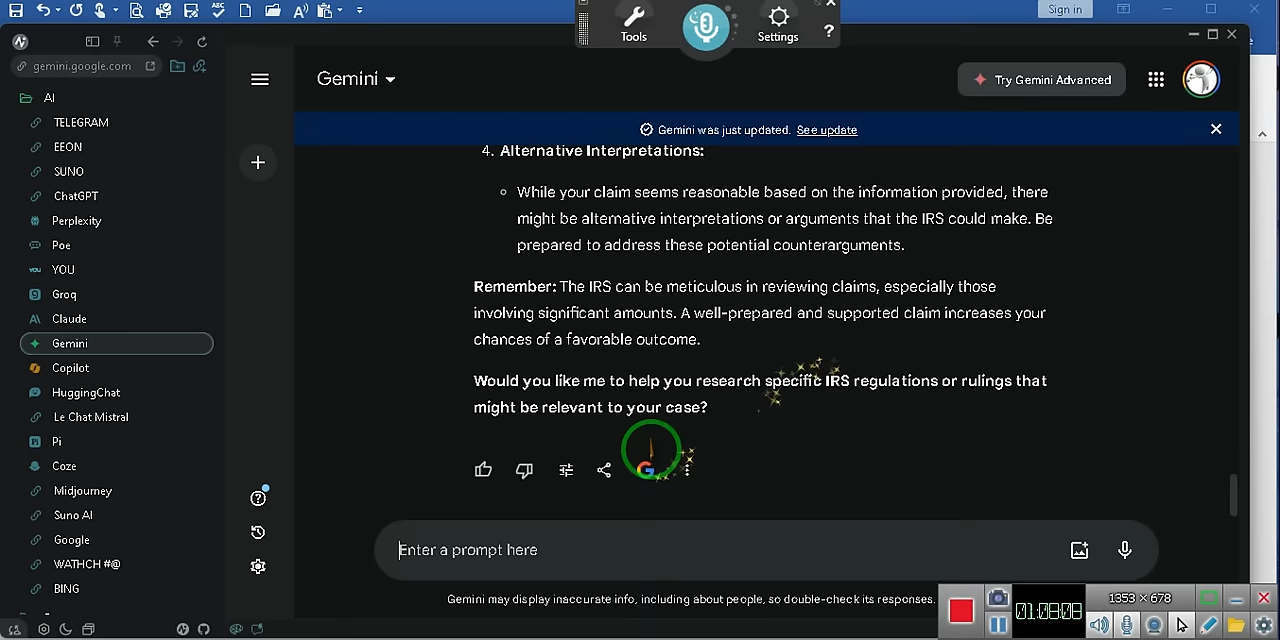 Sign in
Tools
Settings
?
gemini.google.com
AI
TELEGRAM
EEON
SUNO
ChatGPT
Perplexity
Poe
YOU
Groq
Claude
Gemini
Copilot
HuggingChat
Le Chat Mistral
Pi
Coze
Midjourney
Suno AI
Google
WATHCH #@
BING
Gemini
Try Gemini Advanced
Gemini was just updated. See update
4. Alternative Interpretations:
While your claim seems reasonable based on the information provided, there
might be alternative interpretations or arguments that the IRS could make. Be
prepared to address these potential counterarguments.
Remember: The IRS can be meticulous in reviewing claims, especially those
involving significant amounts. A well-prepared and supported claim increases your
chances of a favorable outcome.
Would you like me to help you research specific IRS regulations or rulings that
might be relevant to your case?
Enter a prompt here
Gemini may display inaccurate info, including about people, so double-check its responses.
01:03:08
1353 × 678